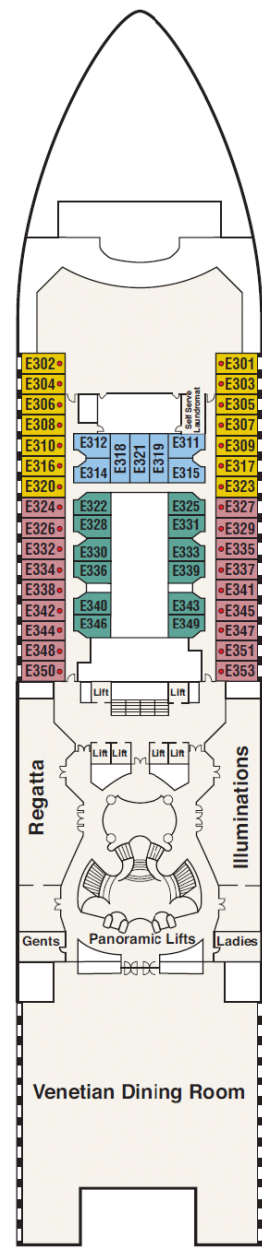 E302
E304
E306
E308
E310
E316
E320
E324
E326
E332
E334
E338
E342
E344
E348
E350
Self Serve
Laundromat
E312
E314
E318
E321
E319
E311
E315
E322
E328
E330
E336
E340
E346
E325
E331
E333
E339
E343
E349
E301
E303
E305
E307
E309
E317
E323
E327
E329
E335
E337
E341
E345
E347
E351
E353
Lift
Lift
Lift
Lift
Lift
Lift
Regatta
Illuminations
Gents
Panoramic Lifts
Ladies
Venetian Dining Room